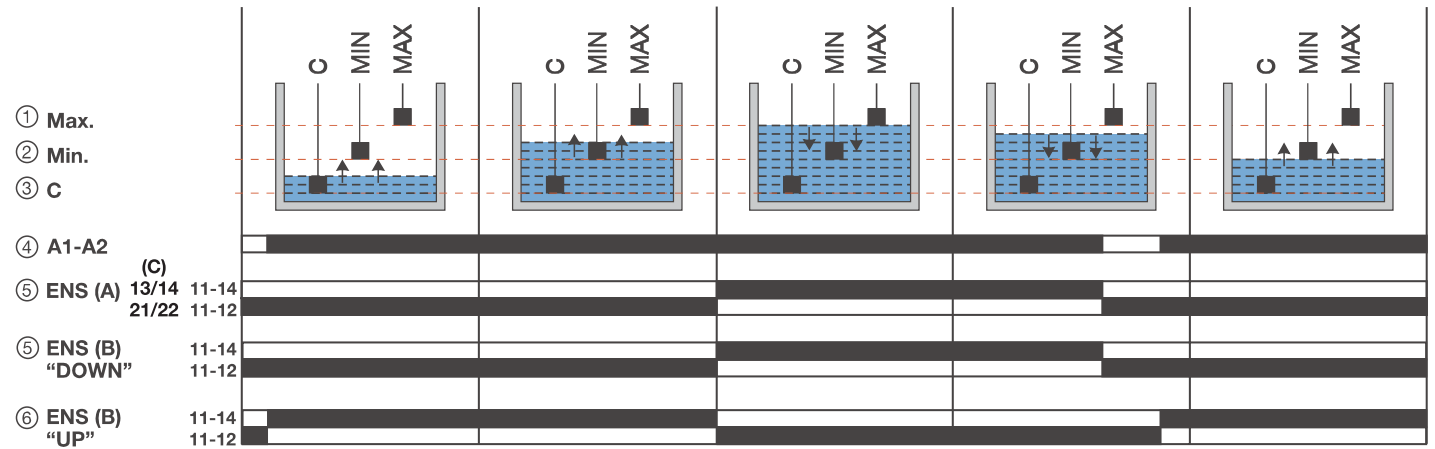 C MIN MAX C MIN MAX C MIN MAX C MIN MAX C MIN MAX
① Max.
② Min.
③ C
④ A1-A2
(C)
⑤ ENS (A) 13/14 11-14
21/22 11-12
⑤ ENS (B) 11-14
“DOWN” 11-12
⑥ ENS (B) 11-14
“UP” 11-12